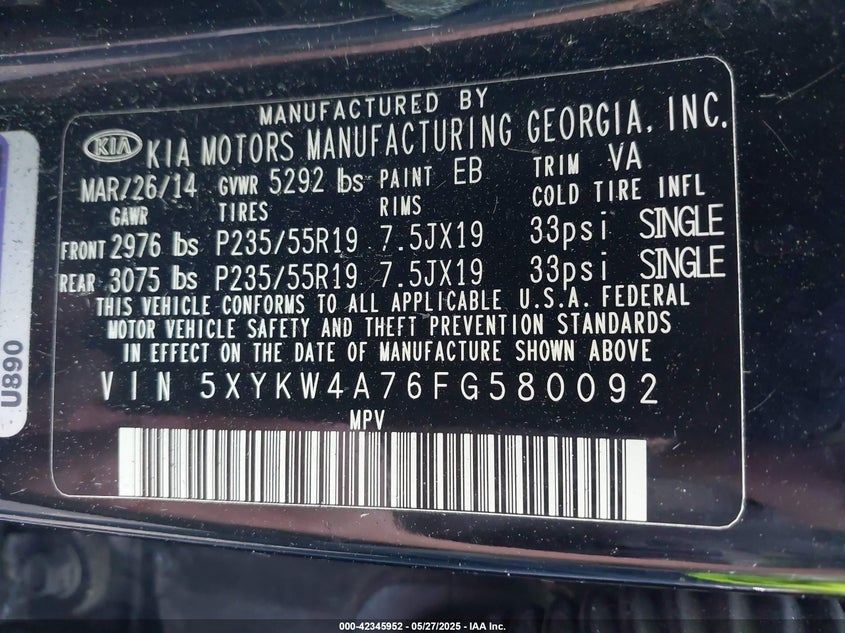 MANUFACTURED BY
KIA KIA MOTORS MANUFACTURING GEORGIA, INC.
MAR/26/14 GVWR 5292 lbs PAINT EB TRIM VA
GAWR TIRES RIMS COLD TIRE INFL
FRONT 2976 lbs P235/55R19 7.5JX19 33psi SINGLE
REAR 3075 lbs P235/55R19 7.5JX19 33psi SINGLE
THIS VEHICLE CONFORMS TO ALL APPLICABLE U.S.A. FEDERAL
MOTOR VEHICLE SAFETY AND THEFT PREVENTION STANDARDS
IN EFFECT ON THE DATE OF MANUFACTURE SHOWN ABOVE
VIN 5XYKW4A76FG580092
MPV
U890
000-42345952 — 05/27/2025 — IAA Inc.